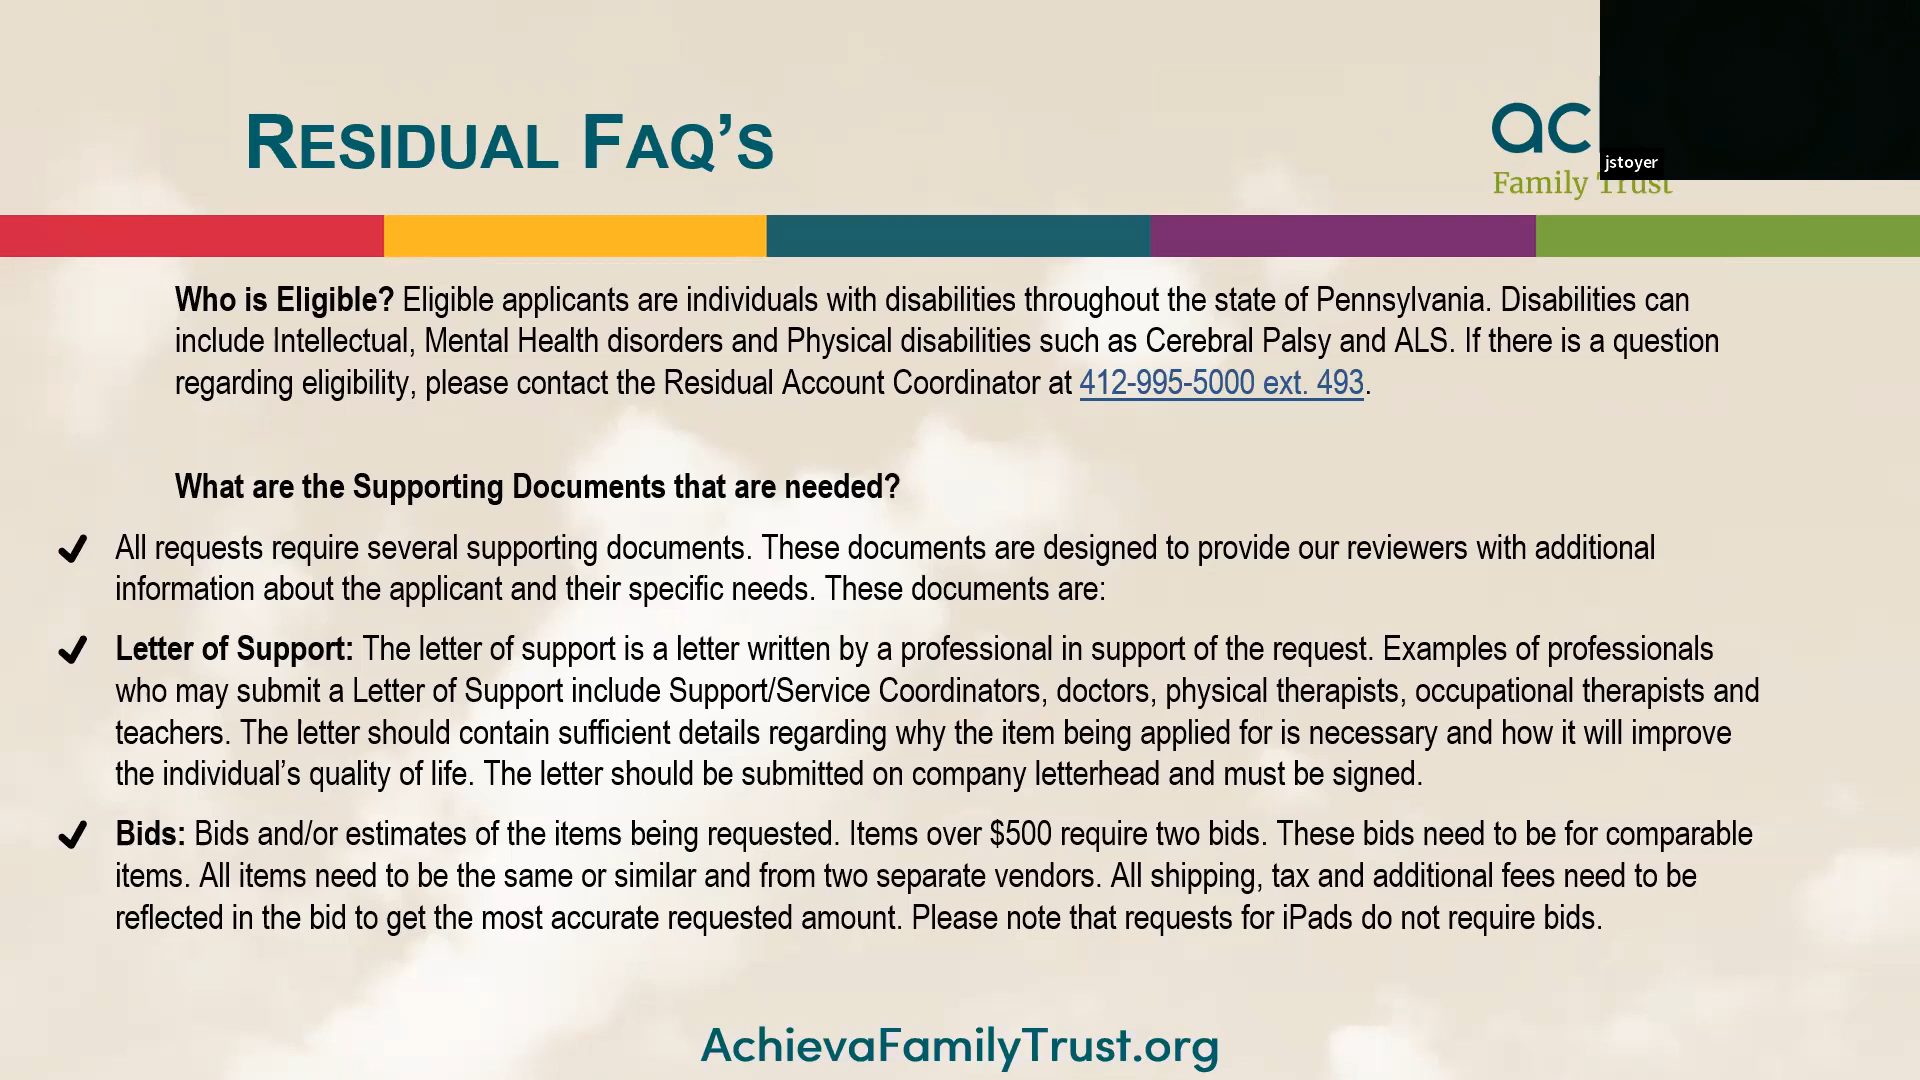 RESIDUAL FAQ'S
ac
jstoyer
Family Trust
Who is Eligible? Eligible applicants are individuals with disabilities throughout the state of Pennsylvania. Disabilities can
include Intellectual, Mental Health disorders and Physical disabilities such as Cerebral Palsy and ALS. If there is a question
regarding eligibility, please contact the Residual Account Coordinator at 412-995-5000 ext. 493.
What are the Supporting Documents that are needed?
✔ All requests require several supporting documents. These documents are designed to provide our reviewers with additional
information about the applicant and their specific needs. These documents are:
✔ Letter of Support: The letter of support is a letter written by a professional in support of the request. Examples of professionals
who may submit a Letter of Support include Support/Service Coordinators, doctors, physical therapists, occupational therapists and
teachers. The letter should contain sufficient details regarding why the item being applied for is necessary and how it will improve
the individual’s quality of life. The letter should be submitted on company letterhead and must be signed.
✔ Bids: Bids and/or estimates of the items being requested. Items over $500 require two bids. These bids need to be for comparable
items. All items need to be the same or similar and from two separate vendors. All shipping, tax and additional fees need to be
reflected in the bid to get the most accurate requested amount. Please note that requests for iPads do not require bids.
AchievaFamilyTrust.org